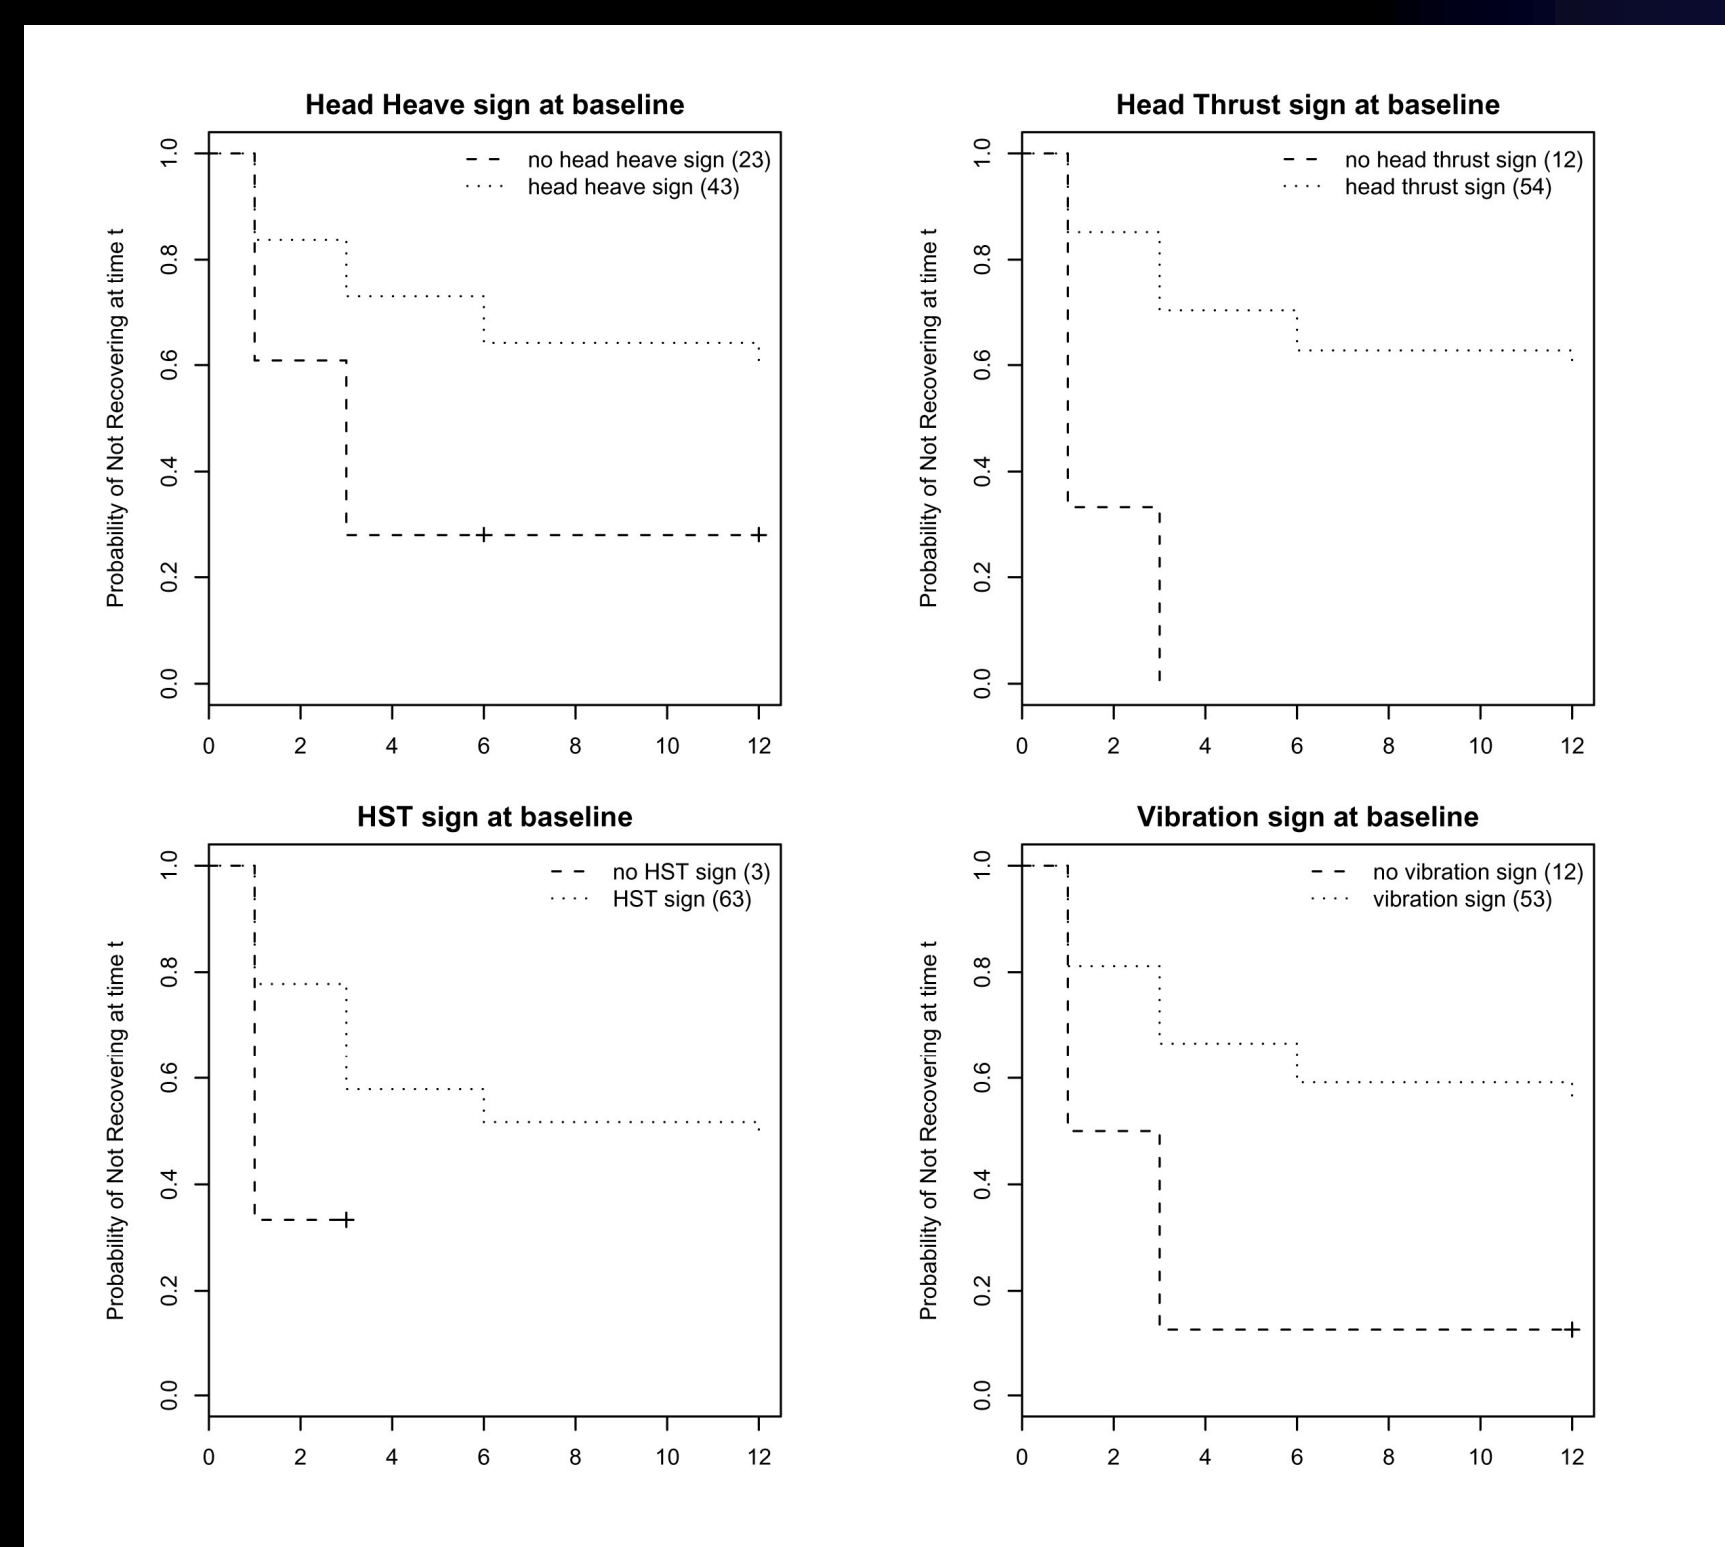 Head Heave sign at baseline
Probability of Not Recovering at time t
1.0
0.8
0.6
0.4
0.2
0.0
no head heave sign (23)
head heave sign (43)
0 2 4 6 8 10 12
Head Thrust sign at baseline
Probability of Not Recovering at time t
1.0
0.8
0.6
0.4
0.2
0.0
no head thrust sign (12)
head thrust sign (54)
0 2 4 6 8 10 12
HST sign at baseline
Probability of Not Recovering at time t
1.0
0.8
0.6
0.4
0.2
0.0
no HST sign (3)
HST sign (63)
0 2 4 6 8 10 12
Vibration sign at baseline
Probability of Not Recovering at time t
1.0
0.8
0.6
0.4
0.2
0.0
no vibration sign (12)
vibration sign (53)
0 2 4 6 8 10 12